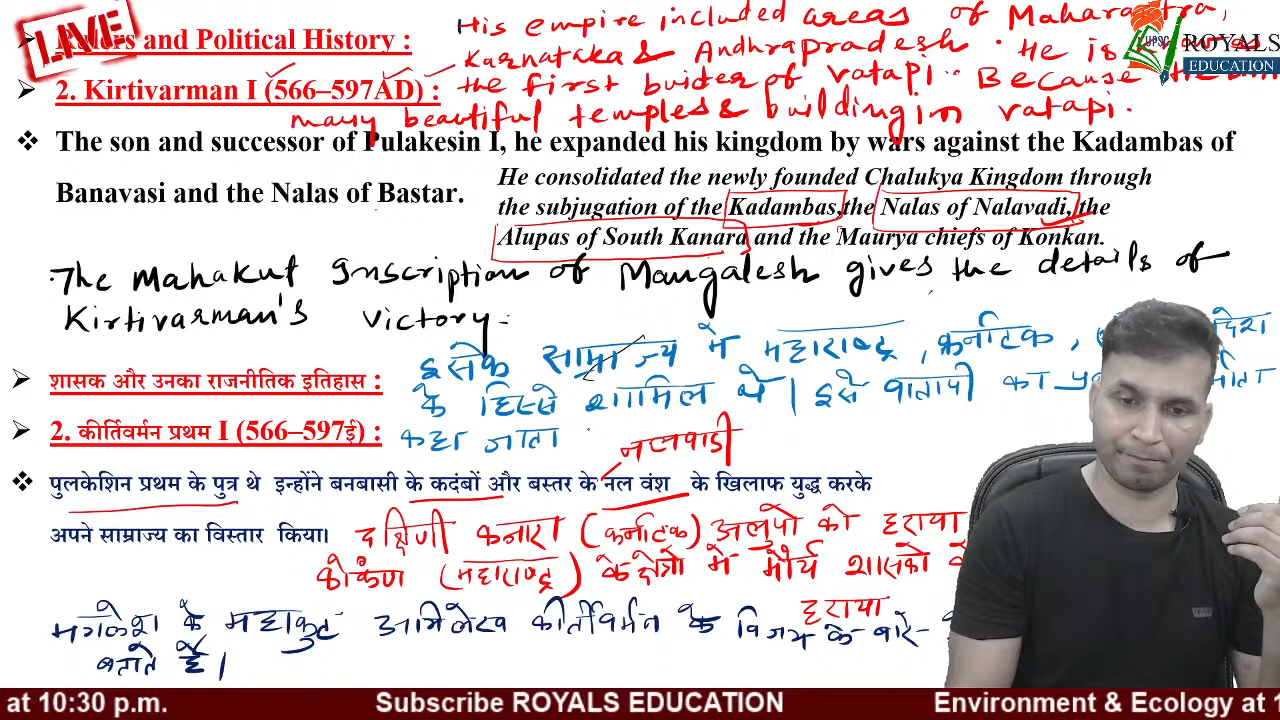 LIVE
Rulers and Political History :
His empire included areas of Maharastra,
Karnataka & Andhrapradesh. He is
the first buider of vatapi.. Because
many beautiful temples & building in vatapi.
UPSC ROYALS
EDUCATION
2. Kirtivarman I (566–597AD) :
The son and successor of Pulakesin I, he expanded his kingdom by wars against the Kadambas of
Banavasi and the Nalas of Bastar.
He consolidated the newly founded Chalukya Kingdom through
the subjugation of the Kadambas, the Nalas of Nalavadi, the
Alupas of South Kanara and the Maurya chiefs of Konkan.
The Mahakut Inscription of Mangalesh gives the details of
Kirtivarman's victory.
इसके साम्राज्य में महाराष्ट्र, कर्नाटक,
के हिस्से शामिल थे। इसे वातापी का
कहा जाता
शासक और उनका राजनीतिक इतिहास :
2. कीर्तिवर्मन प्रथम I (566–597ई) :
नलवाडी
पुलकेशिन प्रथम के पुत्र थे इन्होंने बनबासी के कदंबों और बस्तर के नल वंश के खिलाफ युद्ध करके
अपने साम्राज्य का विस्तार किया।
दक्षिणी कनारा (कर्नाटक) अलुपो को हराया
कोंकण (महाराष्ट्र) के क्षेत्रो में मौर्य शासको
हराया
मगलेश के महाकुट अभिलेख कीर्तीवर्मन के विजय के बारे
बताते है।
at 10:30 p.m. Subscribe ROYALS EDUCATION Environment & Ecology at 1